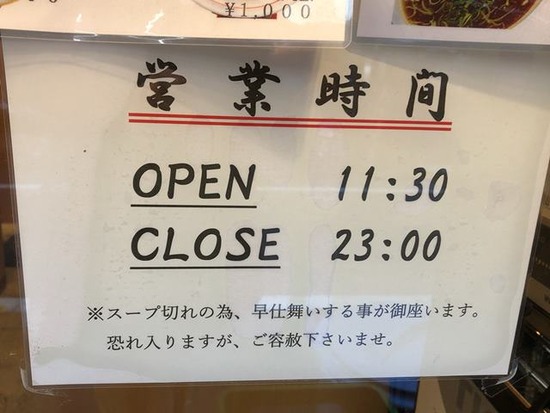 ¥1,000
営業時間
OPEN 11:30
CLOSE 23:00
※スープ切れの為、早仕舞いする事が御座います。
恐れ入りますが、ご容赦下さいませ。